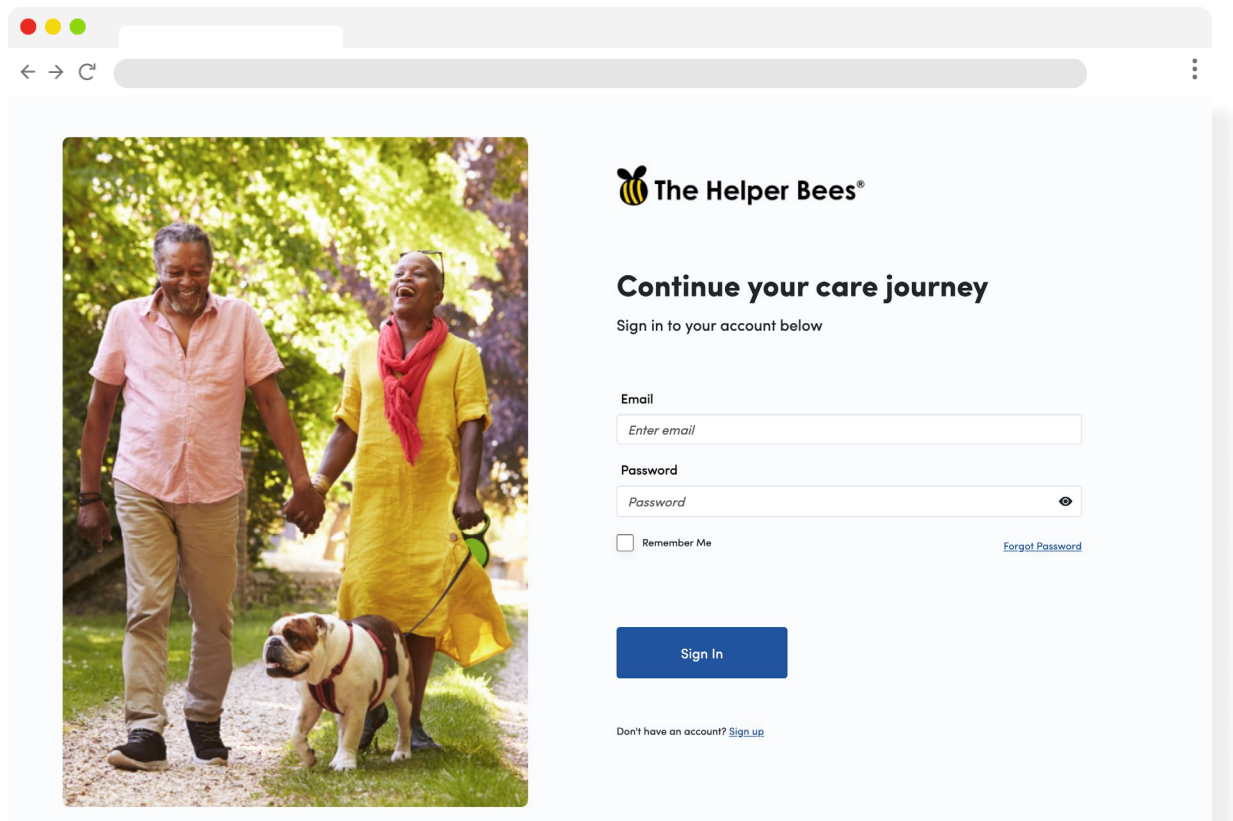 The Helper Bees®
Continue your care journey
Sign in to your account below
Email
Enter email
Password
Password
Remember Me
Forgot Password
Sign In
Don't have an account? Sign up